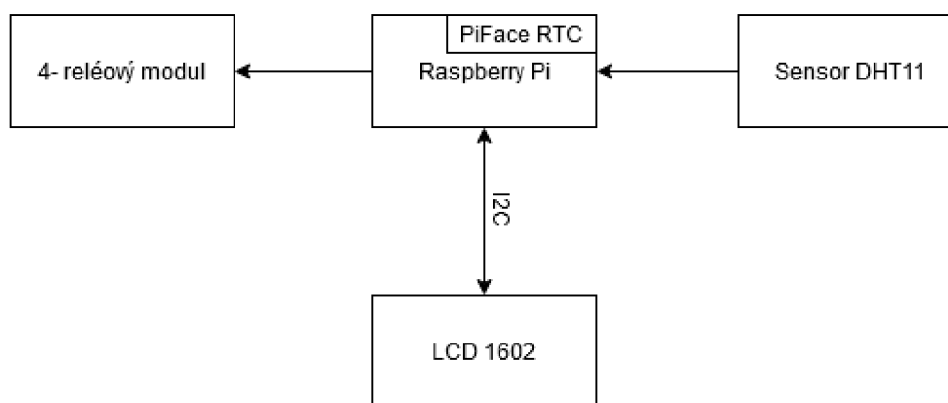 PiFace RTC
4- reléový modul
Raspberry Pi
Sensor DHT11
I2C
LCD 1602